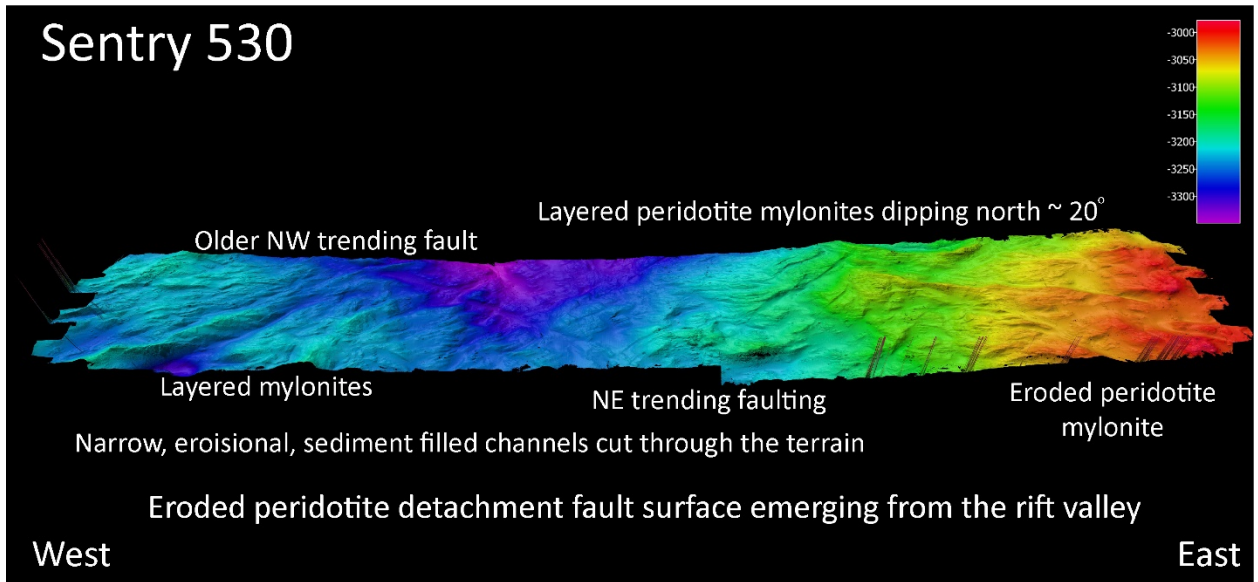 Sentry 530
-3000
-3050
-3100
-3150
-3200
-3250
-3300
Layered peridotite mylonites dipping north ~ 20°
Older NW trending fault
Layered mylonites
NE trending faulting
Eroded peridotite
mylonite
Narrow, eroisional, sediment filled channels cut through the terrain
Eroded peridotite detachment fault surface emerging from the rift valley
West
East